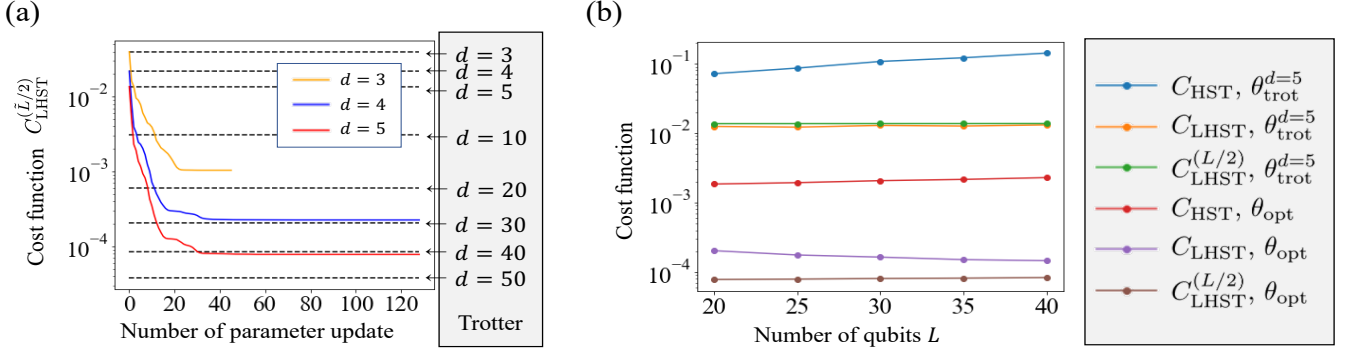 (a)
Cost function C_LHST^(L̃/2)
10⁻²
10⁻³
10⁻⁴
0 20 40 60 80 100 120
Number of parameter update
d = 3
d = 4
d = 5
d = 3
d = 4
d = 5
d = 10
d = 20
d = 30
d = 40
d = 50
Trotter
(b)
Cost function
10⁻¹
10⁻²
10⁻³
10⁻⁴
20 25 30 35 40
Number of qubits L
C_HST, θ_trot^d=5
C_LHST, θ_trot^d=5
C_LHST^(L/2), θ_trot^d=5
C_HST, θ_opt
C_LHST, θ_opt
C_LHST^(L/2), θ_opt